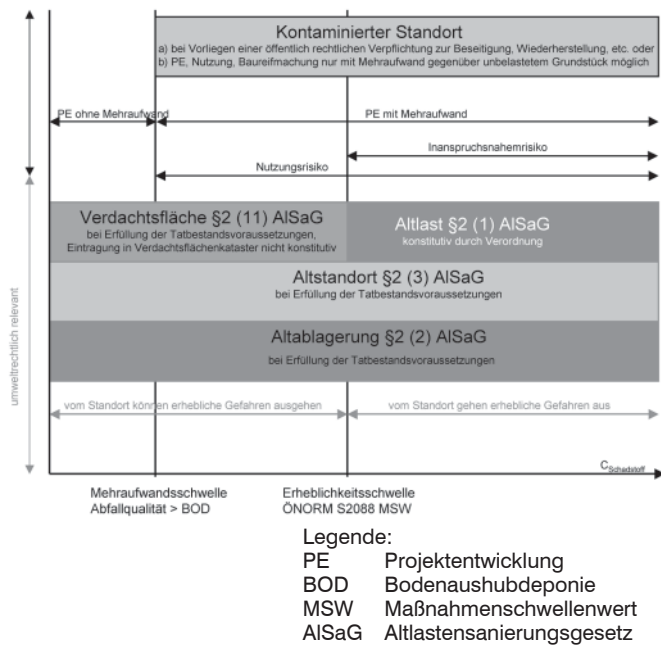 Kontaminierter Standort
a) bei Vorliegen einer öffentlich rechtlichen Verpflichtung zur Beseitigung, Wiederherstellung, etc. oder
b) PE, Nutzung, Baureifmachung nur mit Mehraufwand gegenüber unbelastetem Grundstück möglich
PE ohne Mehraufwand
PE mit Mehraufwand
Inanspruchsnahemrisiko
Nutzungsrisiko
Verdachtsfläche §2 (11) AlSaG
bei Erfüllung der Tatbestandsvoraussetzungen,
Eintragung in Verdachtsflächenkataster nicht konstitutiv
Altlast §2 (1) AlSaG
konstitutiv durch Verordnung
Altstandort §2 (3) AlSaG
bei Erfüllung der Tatbestandsvoraussetzungen
Altablagerung §2 (2) AlSaG
bei Erfüllung der Tatbestandsvoraussetzungen
umweltrechtlich relevant
vom Standort können erhebliche Gefahren ausgehen
vom Standort gehen erhebliche Gefahren aus
C Schadstoff
Mehraufwandsschwelle
Abfallqualität > BOD
Erheblichkeitsschwelle
ÖNORM S2088 MSW
Legende:
PE Projektentwicklung
BOD Bodenaushubdeponie
MSW Maßnahmenschwellenwert
AlSaG Altlastensanierungsgesetz